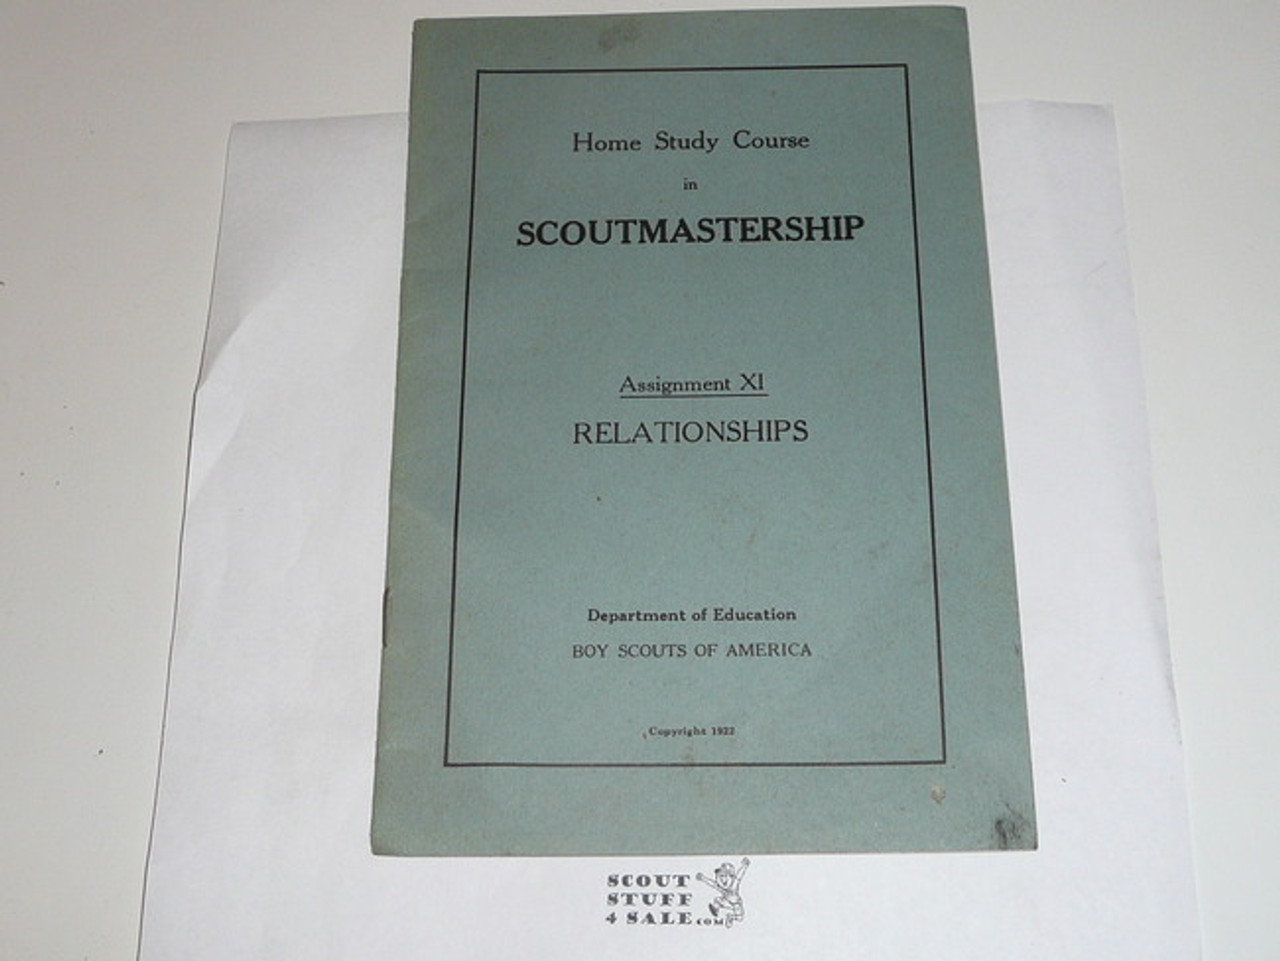 Home Study Course
in
SCOUTMASTERSHIP
Assignment XI
RELATIONSHIPS
Department of Education
BOY SCOUTS OF AMERICA
Copyright 1922
SCOUT
STUFF
4 SALE.COM